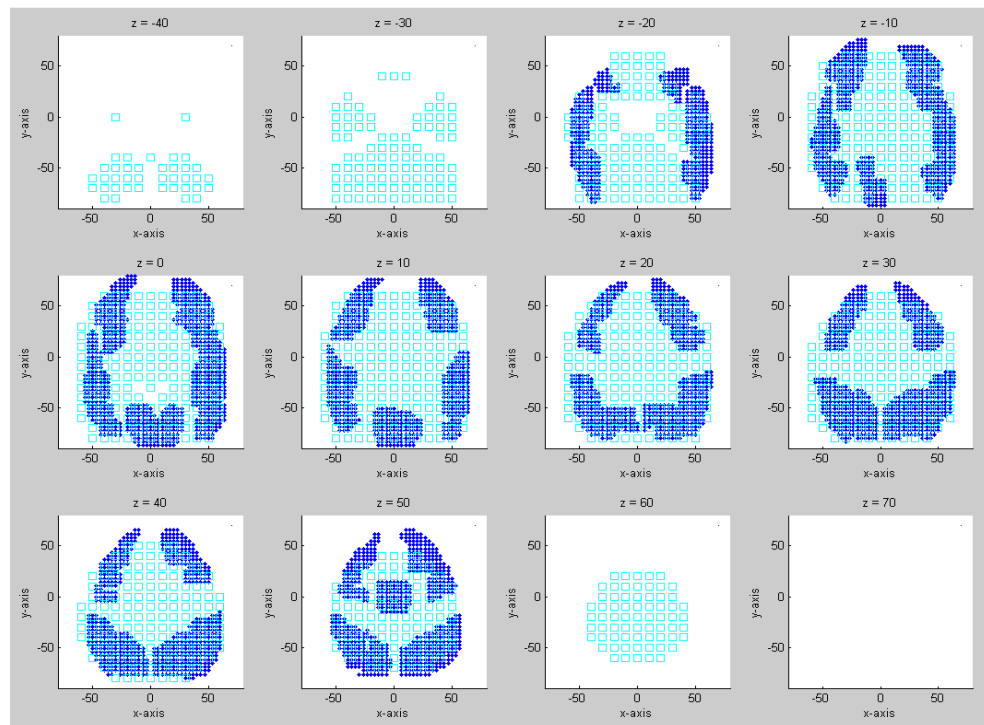 z = -40
z = -30
z = -20
z = -10
y-axis
50
0
-50
-50
0
50
x-axis
y-axis
50
0
-50
-50
0
50
x-axis
y-axis
50
0
-50
-50
0
50
x-axis
y-axis
50
0
-50
-50
0
50
x-axis
z = 0
z = 10
z = 20
z = 30
y-axis
50
0
-50
-50
0
50
x-axis
y-axis
50
0
-50
-50
0
50
x-axis
y-axis
50
0
-50
-50
0
50
x-axis
y-axis
50
0
-50
-50
0
50
x-axis
z = 40
z = 50
z = 60
z = 70
y-axis
50
0
-50
-50
0
50
x-axis
y-axis
50
0
-50
-50
0
50
x-axis
y-axis
50
0
-50
-50
0
50
x-axis
y-axis
50
0
-50
-50
0
50
x-axis